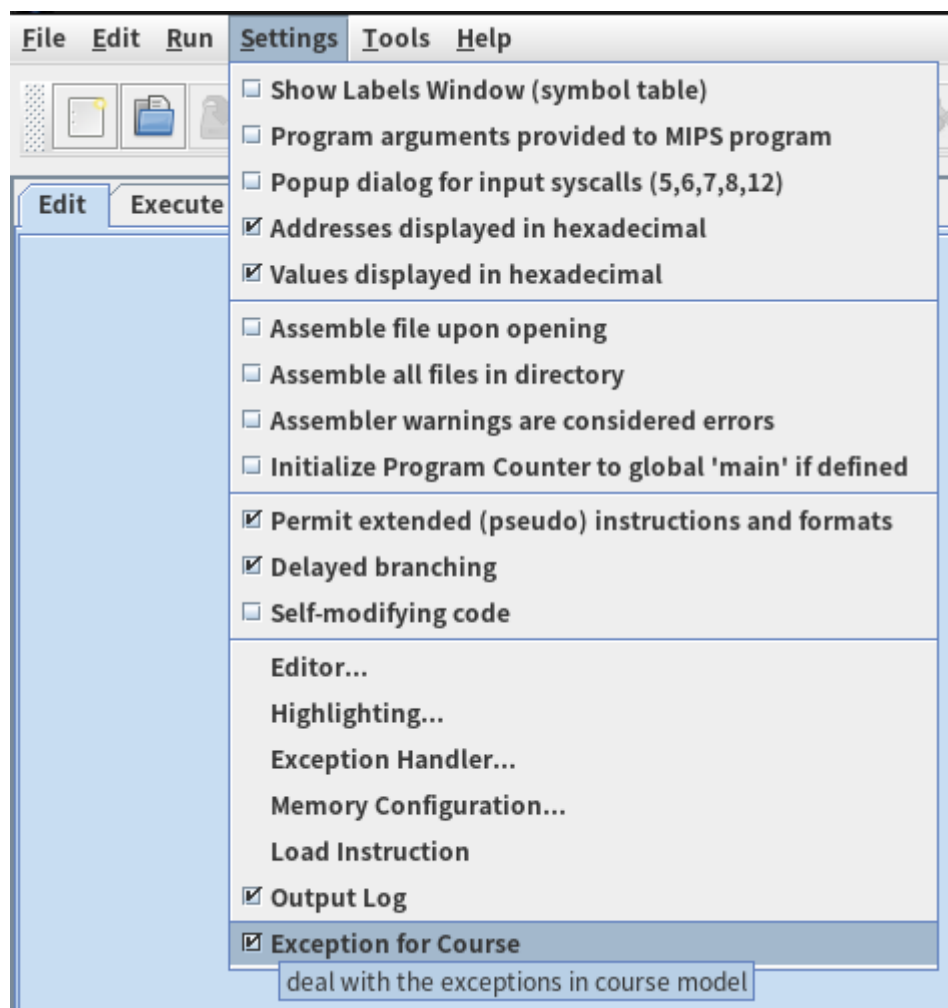 File Edit Run Settings Tools Help
Show Labels Window (symbol table)
Program arguments provided to MIPS program
Popup dialog for input syscalls (5,6,7,8,12)
Edit Execute
Addresses displayed in hexadecimal
Values displayed in hexadecimal
Assemble file upon opening
Assemble all files in directory
Assembler warnings are considered errors
Initialize Program Counter to global 'main' if defined
Permit extended (pseudo) instructions and formats
Delayed branching
Self-modifying code
Editor...
Highlighting...
Exception Handler...
Memory Configuration...
Load Instruction
Output Log
Exception for Course
deal with the exceptions in course model